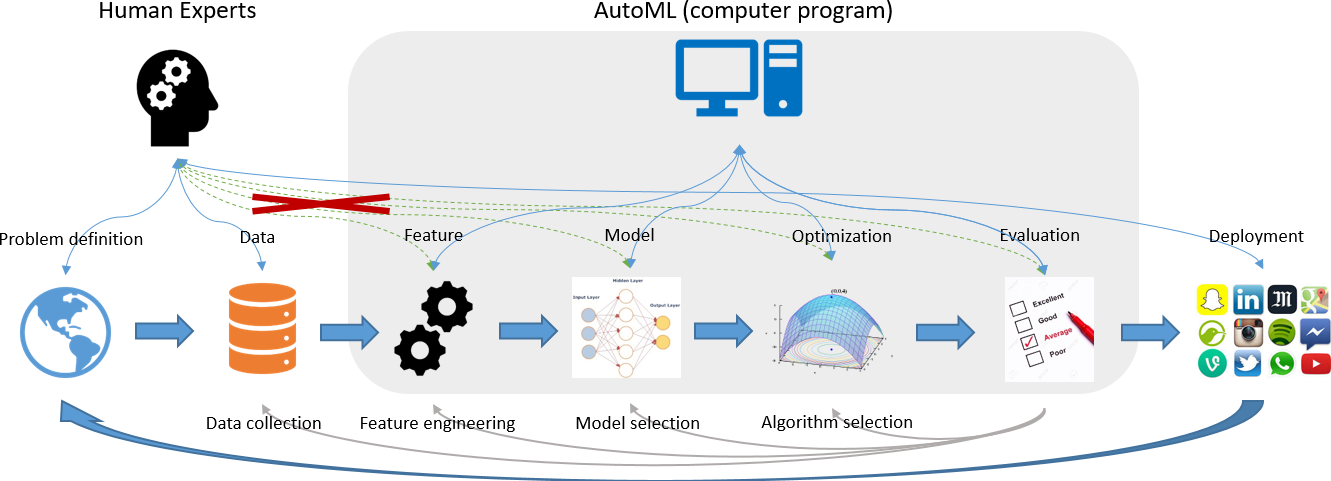 Human Experts
AutoML (computer program)
Problem definition
Data
Feature
Model
Optimization
Evaluation
Deployment
Hidden Layer
Input Layer
Output Layer
(0,0,4)
Excellent
Good
Average
Poor
in
Data collection
Feature engineering
Model selection
Algorithm selection